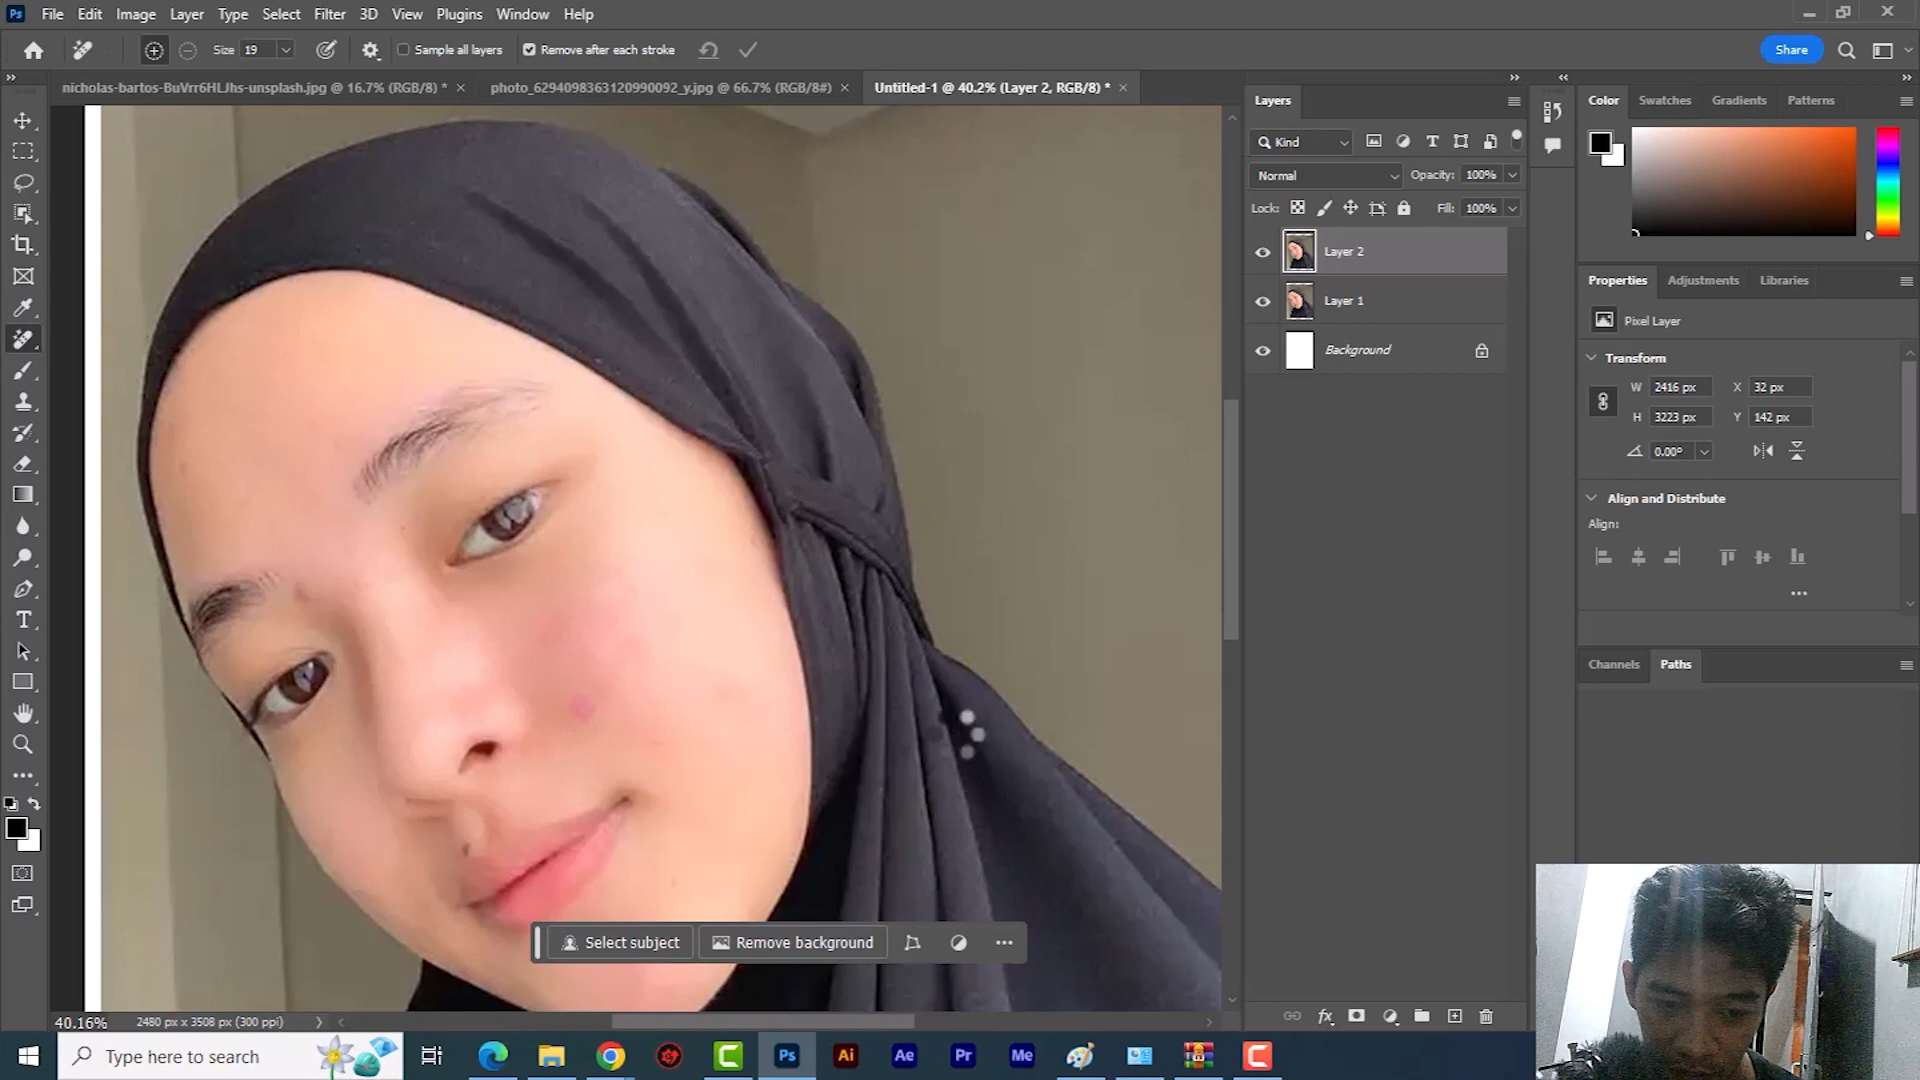 Ps File Edit Image Layer Type Select Filter 3D View Plugins Window Help
Size 19 Sample all layers Remove after each stroke Share
nicholas-bartos-BuVrr6HLJhs-unsplash.jpg @ 16.7% (RGB/8) * photo_6294098363120990092_y.jpg @ 66.7% (RGB/8#) Untitled-1 @ 40.2% (Layer 2, RGB/8) *
Layers
Kind
Normal Opacity: 100%
Lock: Fill: 100%
Layer 2
Layer 1
Background
Color Swatches Gradients Patterns
Properties Adjustments Libraries
Pixel Layer
Transform
W 2416 px X 32 px
H 3223 px Y 142 px
0.00°
Align and Distribute
Align:
Channels Paths
Select subject Remove background
40.16% 2480 px x 3508 px (300 ppi)
Type here to search Ps Ai Ae Pr Me